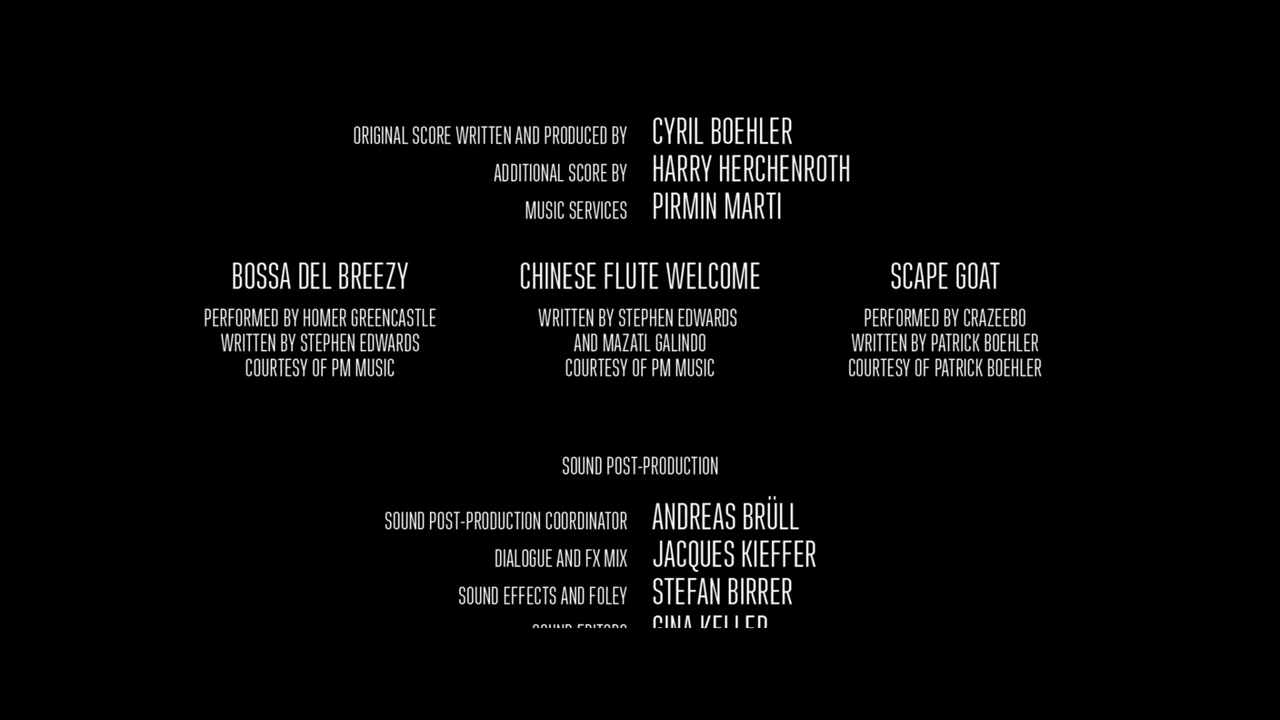 ORIGINAL SCORE WRITTEN AND PRODUCED BY CYRIL BOEHLER
ADDITIONAL SCORE BY HARRY HERCHENROTH
MUSIC SERVICES PIRMIN MARTI
BOSSA DEL BREEZY
PERFORMED BY HOMER GREENCASTLE
WRITTEN BY STEPHEN EDWARDS
COURTESY OF PM MUSIC
CHINESE FLUTE WELCOME
WRITTEN BY STEPHEN EDWARDS
AND MAZATL GALINDO
COURTESY OF PM MUSIC
SCAPE GOAT
PERFORMED BY CRAZEEBO
WRITTEN BY PATRICK BOEHLER
COURTESY OF PATRICK BOEHLER
SOUND POST-PRODUCTION
SOUND POST-PRODUCTION COORDINATOR ANDREAS BRÜLL
DIALOGUE AND FX MIX JACQUES KIEFFER
SOUND EFFECTS AND FOLEY STEFAN BIRRER
SOUND EDITORS GINA KELLER